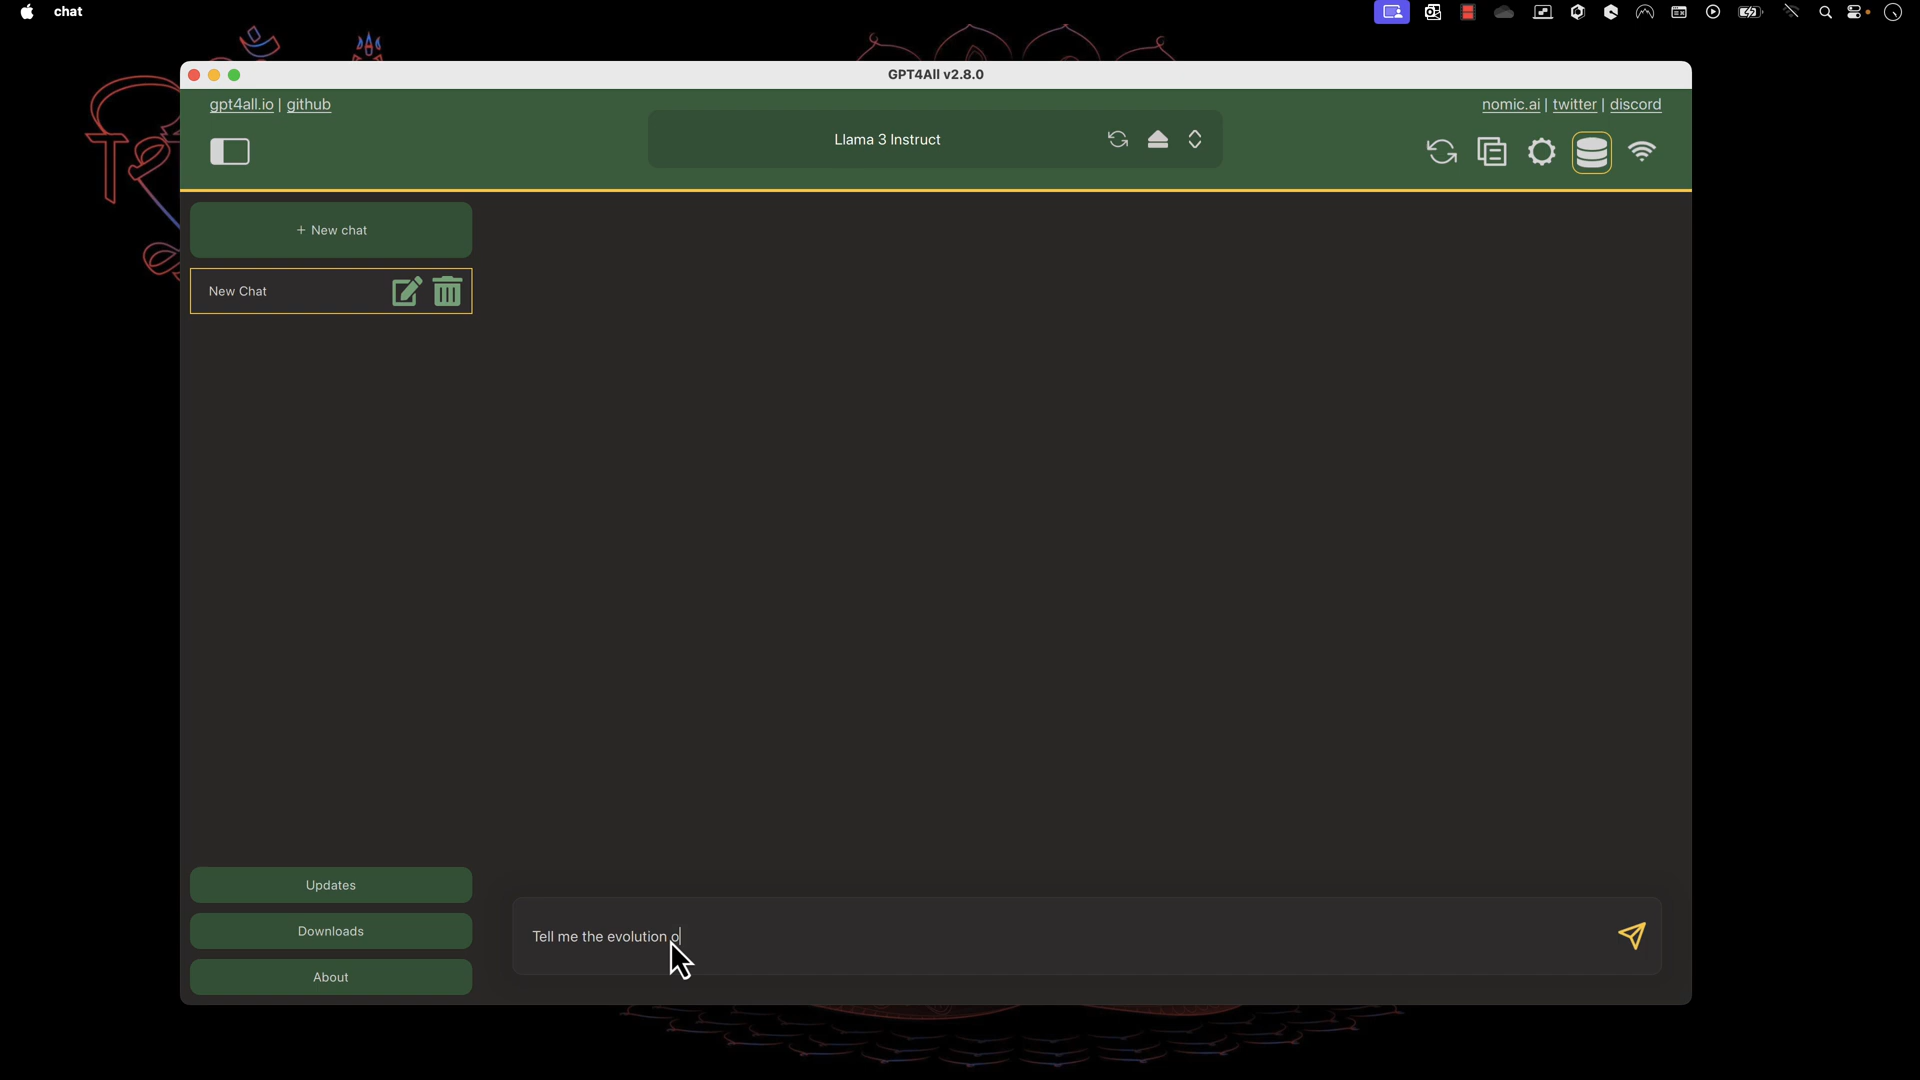 chat
GPT4All v2.8.0
gpt4all.io | github
nomic.ai | twitter | discord
Llama 3 Instruct
+ New chat
New Chat
Updates
Downloads
About
Tell me the evolution o